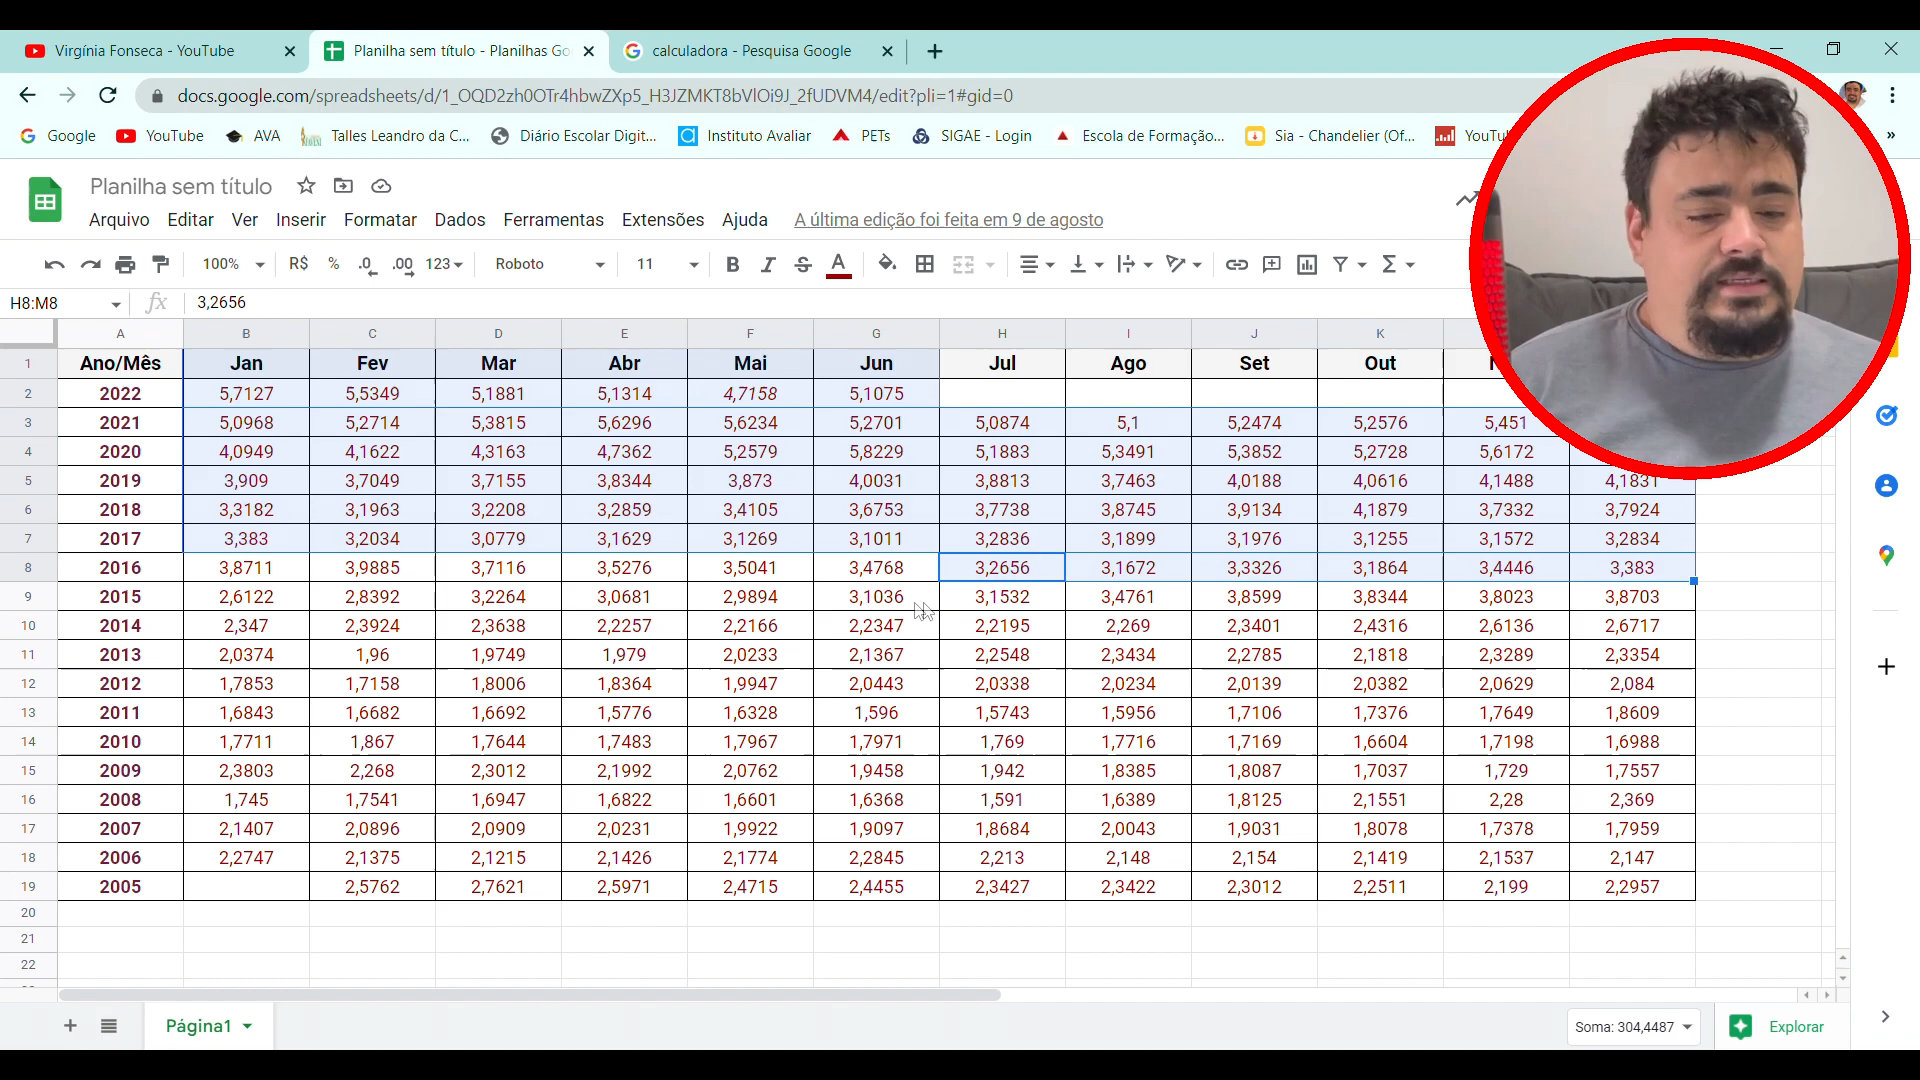 Virgínia Fonseca - YouTube
Planilha sem título - Planilhas Go
calculadora - Pesquisa Google
docs.google.com/spreadsheets/d/1_OQD2zh0OTr4hbwZXp5_H3JZMKT8bVlOi9J_2fUDVM4/edit?pli=1#gid=0
Google YouTube AVA Talles Leandro da C... Diário Escolar Digit... Instituto Avaliar PETs SIGAE - Login Escola de Formação... Sia - Chandelier (Of... »
Planilha sem título
Arquivo Editar Ver Inserir Formatar Dados Ferramentas Extensões Ajuda A última edição foi feita em 9 de agosto
100% R$ % .0 .00 123 Roboto 11 B I S A Σ
H8:M8 fx 3,2656
A B C D E F G H I J K
1 Ano/Mês Jan Fev Mar Abr Mai Jun Jul Ago Set Out
2 2022 5,7127 5,5349 5,1881 5,1314 4,7158 5,1075
3 2021 5,0968 5,2714 5,3815 5,6296 5,6234 5,2701 5,0874 5,1 5,2474 5,2576 5,451
4 2020 4,0949 4,1622 4,3163 4,7362 5,2579 5,8229 5,1883 5,3491 5,3852 5,2728 5,6172
5 2019 3,909 3,7049 3,7155 3,8344 3,873 4,0031 3,8813 3,7463 4,0188 4,0616 4,1488 4,1831
6 2018 3,3182 3,1963 3,2208 3,2859 3,4105 3,6753 3,7738 3,8745 3,9134 4,1879 3,7332 3,7924
7 2017 3,383 3,2034 3,0779 3,1629 3,1269 3,1011 3,2836 3,1899 3,1976 3,1255 3,1572 3,2834
8 2016 3,8711 3,9885 3,7116 3,5276 3,5041 3,4768 3,2656 3,1672 3,3326 3,1864 3,4446 3,383
9 2015 2,6122 2,8392 3,2264 3,0681 2,9894 3,1036 3,1532 3,4761 3,8599 3,8344 3,8023 3,8703
10 2014 2,347 2,3924 2,3638 2,2257 2,2166 2,2347 2,2195 2,269 2,3401 2,4316 2,6136 2,6717
11 2013 2,0374 1,96 1,9749 1,979 2,0233 2,1367 2,2548 2,3434 2,2785 2,1818 2,3289 2,3354
12 2012 1,7853 1,7158 1,8006 1,8364 1,9947 2,0443 2,0338 2,0234 2,0139 2,0382 2,0629 2,084
13 2011 1,6843 1,6682 1,6692 1,5776 1,6328 1,596 1,5743 1,5956 1,7106 1,7376 1,7649 1,8609
14 2010 1,7711 1,867 1,7644 1,7483 1,7967 1,7971 1,769 1,7716 1,7169 1,6604 1,7198 1,6988
15 2009 2,3803 2,268 2,3012 2,1992 2,0762 1,9458 1,942 1,8385 1,8087 1,7037 1,729 1,7557
16 2008 1,745 1,7541 1,6947 1,6822 1,6601 1,6368 1,591 1,6389 1,8125 2,1551 2,28 2,369
17 2007 2,1407 2,0896 2,0909 2,0231 1,9922 1,9097 1,8684 2,0043 1,9031 1,8078 1,7378 1,7959
18 2006 2,2747 2,1375 2,1215 2,1426 2,1774 2,2845 2,213 2,148 2,154 2,1419 2,1537 2,147
19 2005 2,5762 2,7621 2,5971 2,4715 2,4455 2,3427 2,3422 2,3012 2,2511 2,199 2,2957
20
21
22
Página1 Soma: 304,4487 Explorar